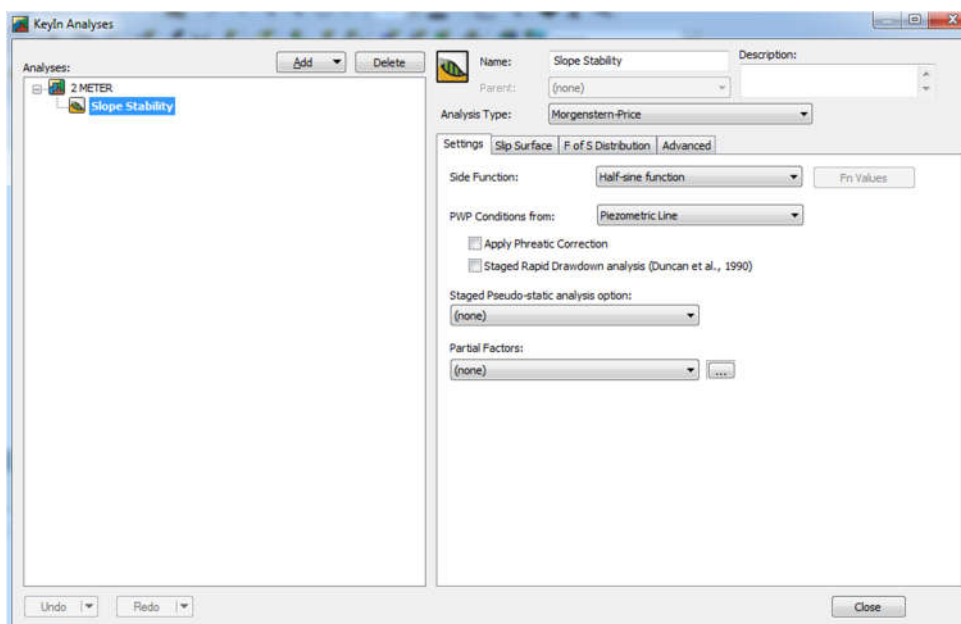 KeyIn Analyses
Analyses:
Add
Delete
2 METER
Slope Stability
Name:
Slope Stability
Description:
Parent:
(none)
Analysis Type:
Morgenstern-Price
Settings
Slip Surface
F of S Distribution
Advanced
Side Function:
Half-sine function
Fn Values
PWP Conditions from:
Piezometric Line
Apply Phreatic Correction
Staged Rapid Drawdown analysis (Duncan et al., 1990)
Staged Pseudo-static analysis option:
(none)
Partial Factors:
(none)
...
Undo
Redo
Close